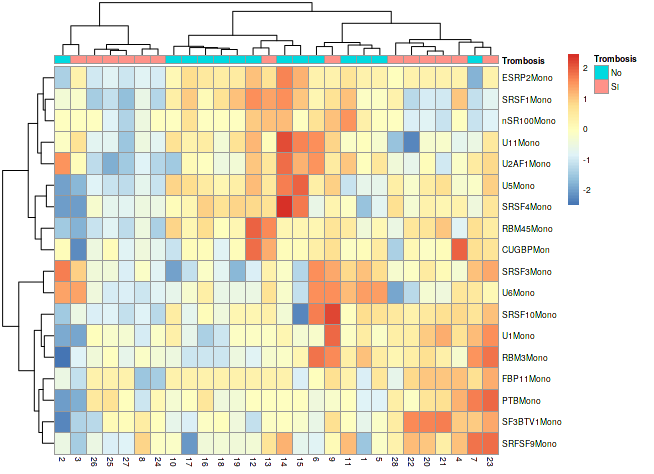 Trombosis
Trombosis
No
SI
2
1
0
-1
-2
ESRP2Mono
SRSF1Mono
nSR100Mono
U11Mono
U2AF1Mono
U5Mono
SRSF4Mono
RBM45Mono
CUGBPMon
SRSF3Mono
U6Mono
SRSF10Mono
U1Mono
RBM3Mono
FBP11Mono
PTBMono
SF3BTV1Mono
SRFSF9Mono
2 3 26 25 27 8 24 10 17 16 18 19 12 13 14 15 6 9 11 1 5 28 22 20 21 4 7 23